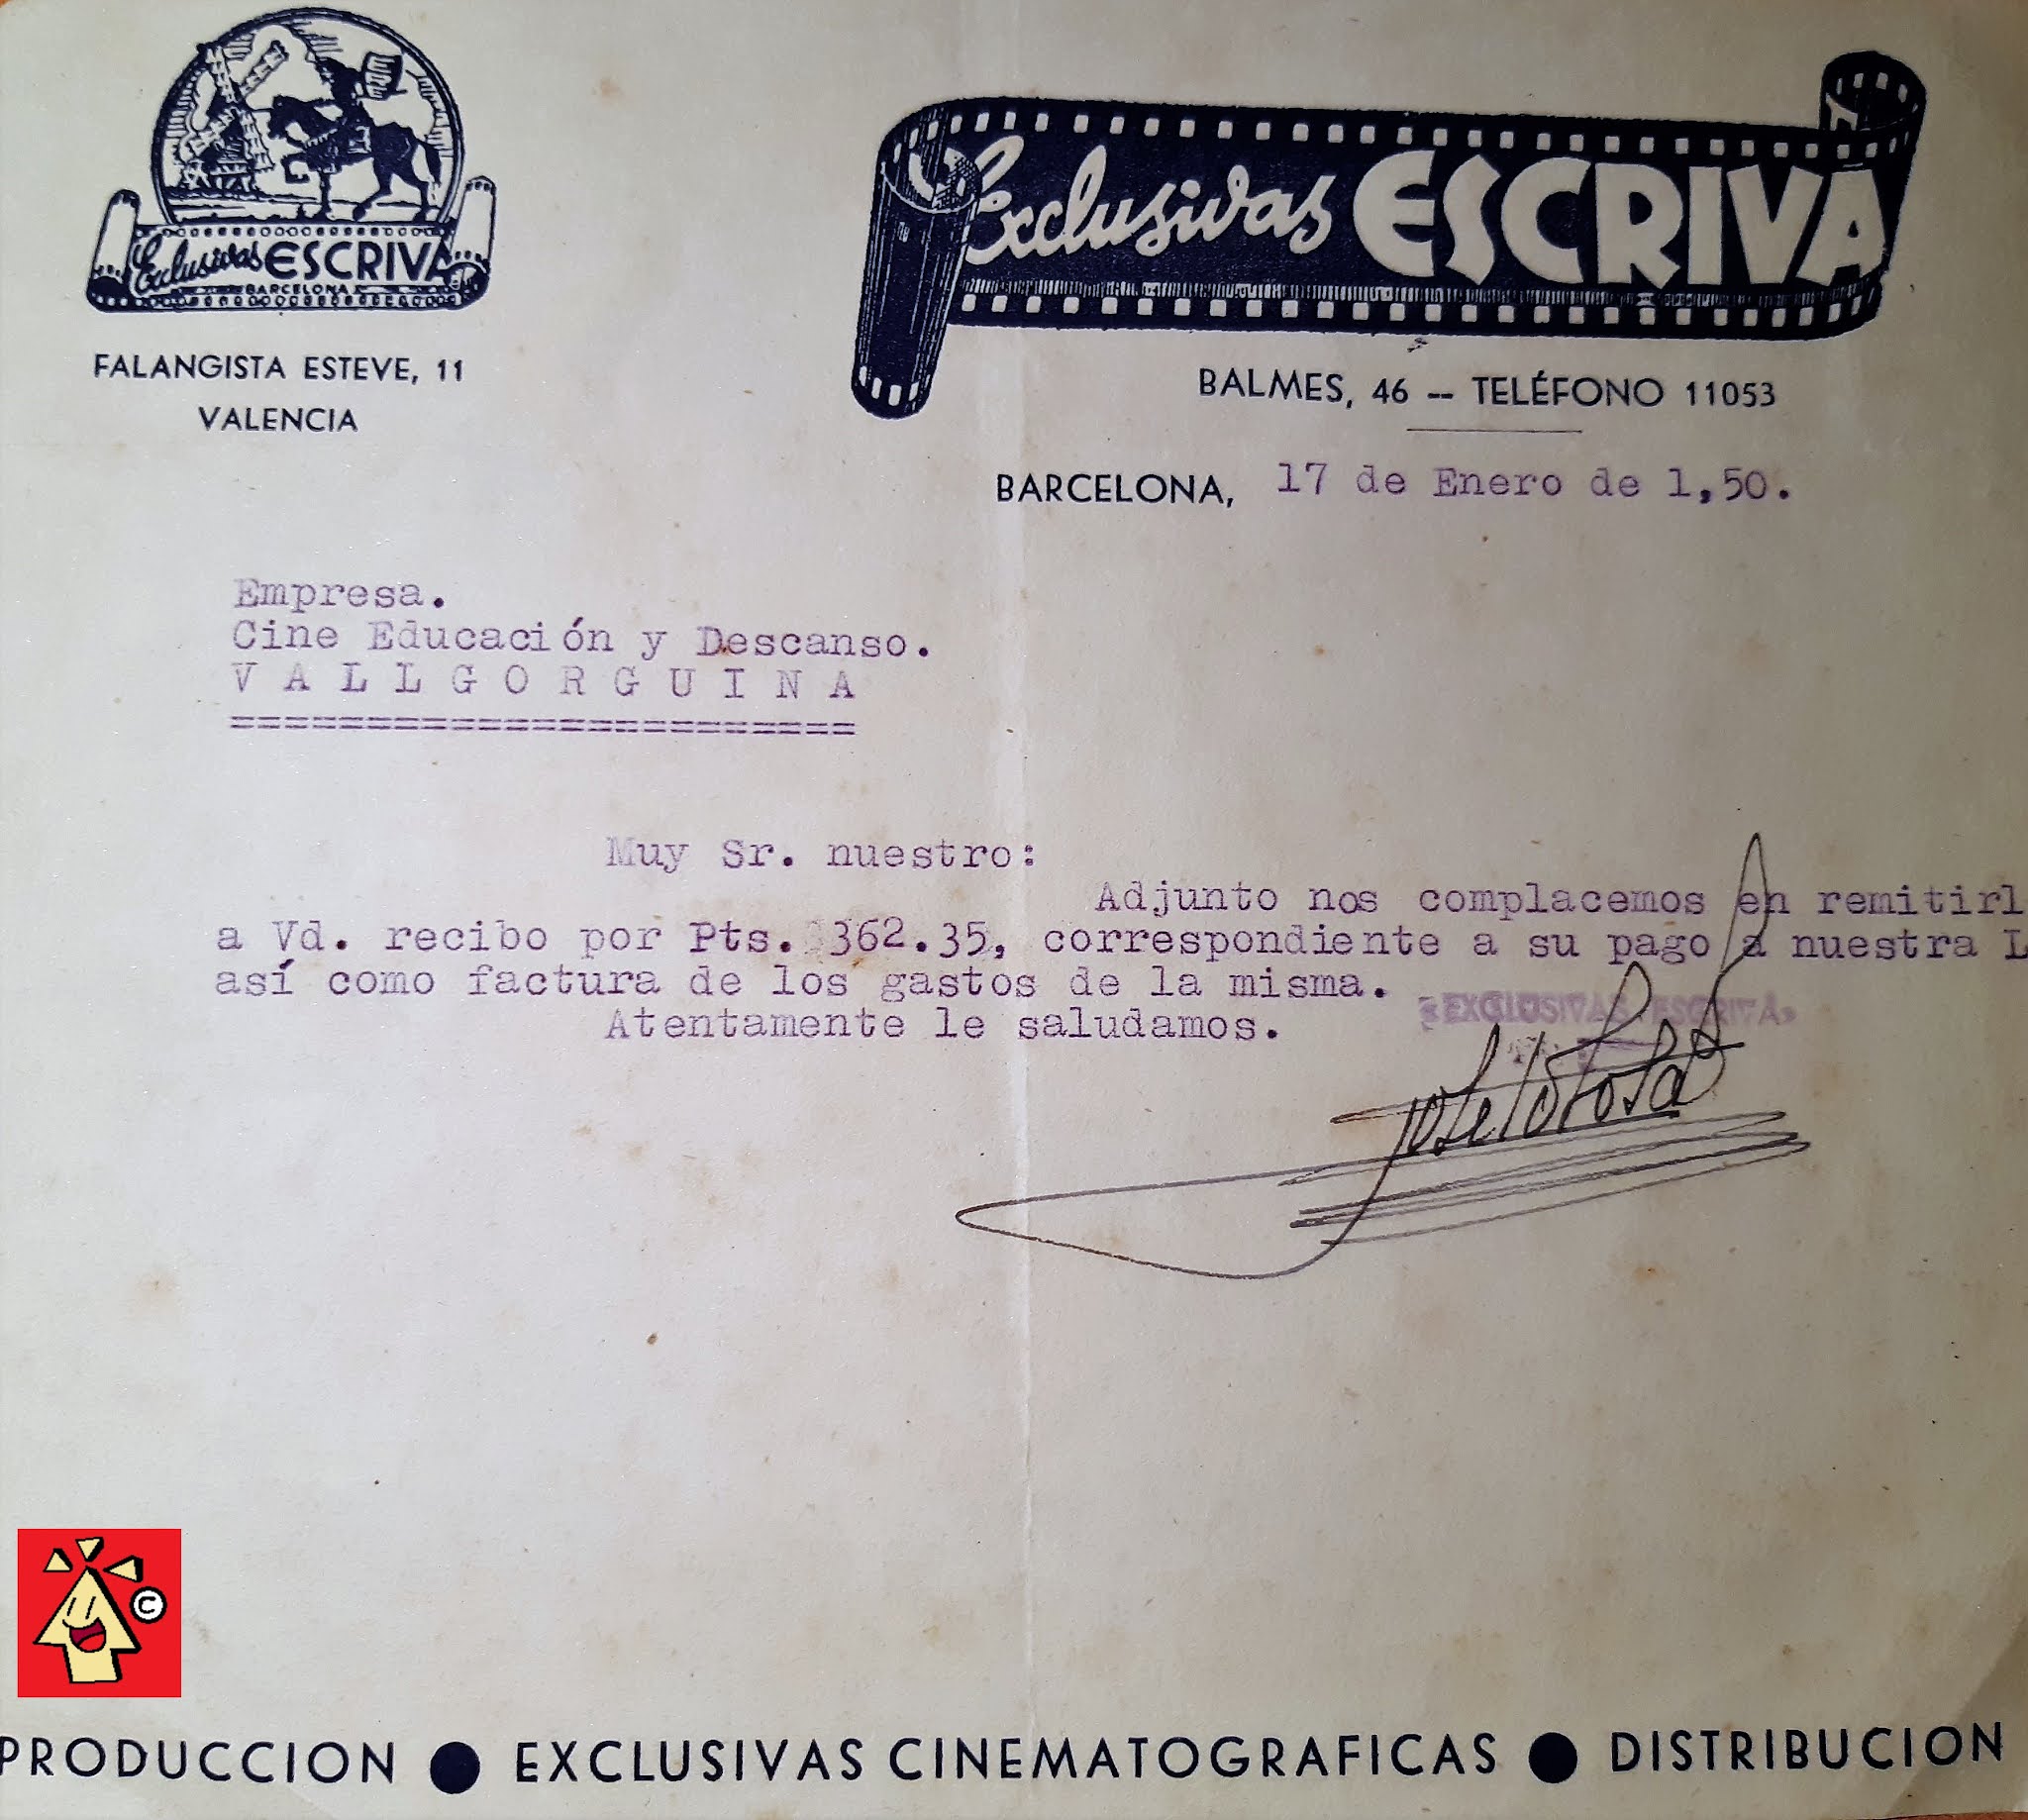 Exclusivas ESCRIVA
BARCELONA
FALANGISTA ESTEVE, 11
VALENCIA
Exclusivas ESCRIVA
BALMES, 46 -- TELÉFONO 11053
BARCELONA, 17 de Enero de 1,50.
Empresa.
Cine Educación y Descanso.
VALLGORGUINA
=======================
Muy Sr. nuestro:
Adjunto nos complacemos en remitirl
a Vd. recibo por Pts. 362.35, correspondiente a su pago a nuestra L
así como factura de los gastos de la misma.
Atentamente le saludamos.
«EXCLUSIVAS ESCRIVA»
©
PRODUCCION ● EXCLUSIVAS CINEMATOGRAFICAS ● DISTRIBUCION